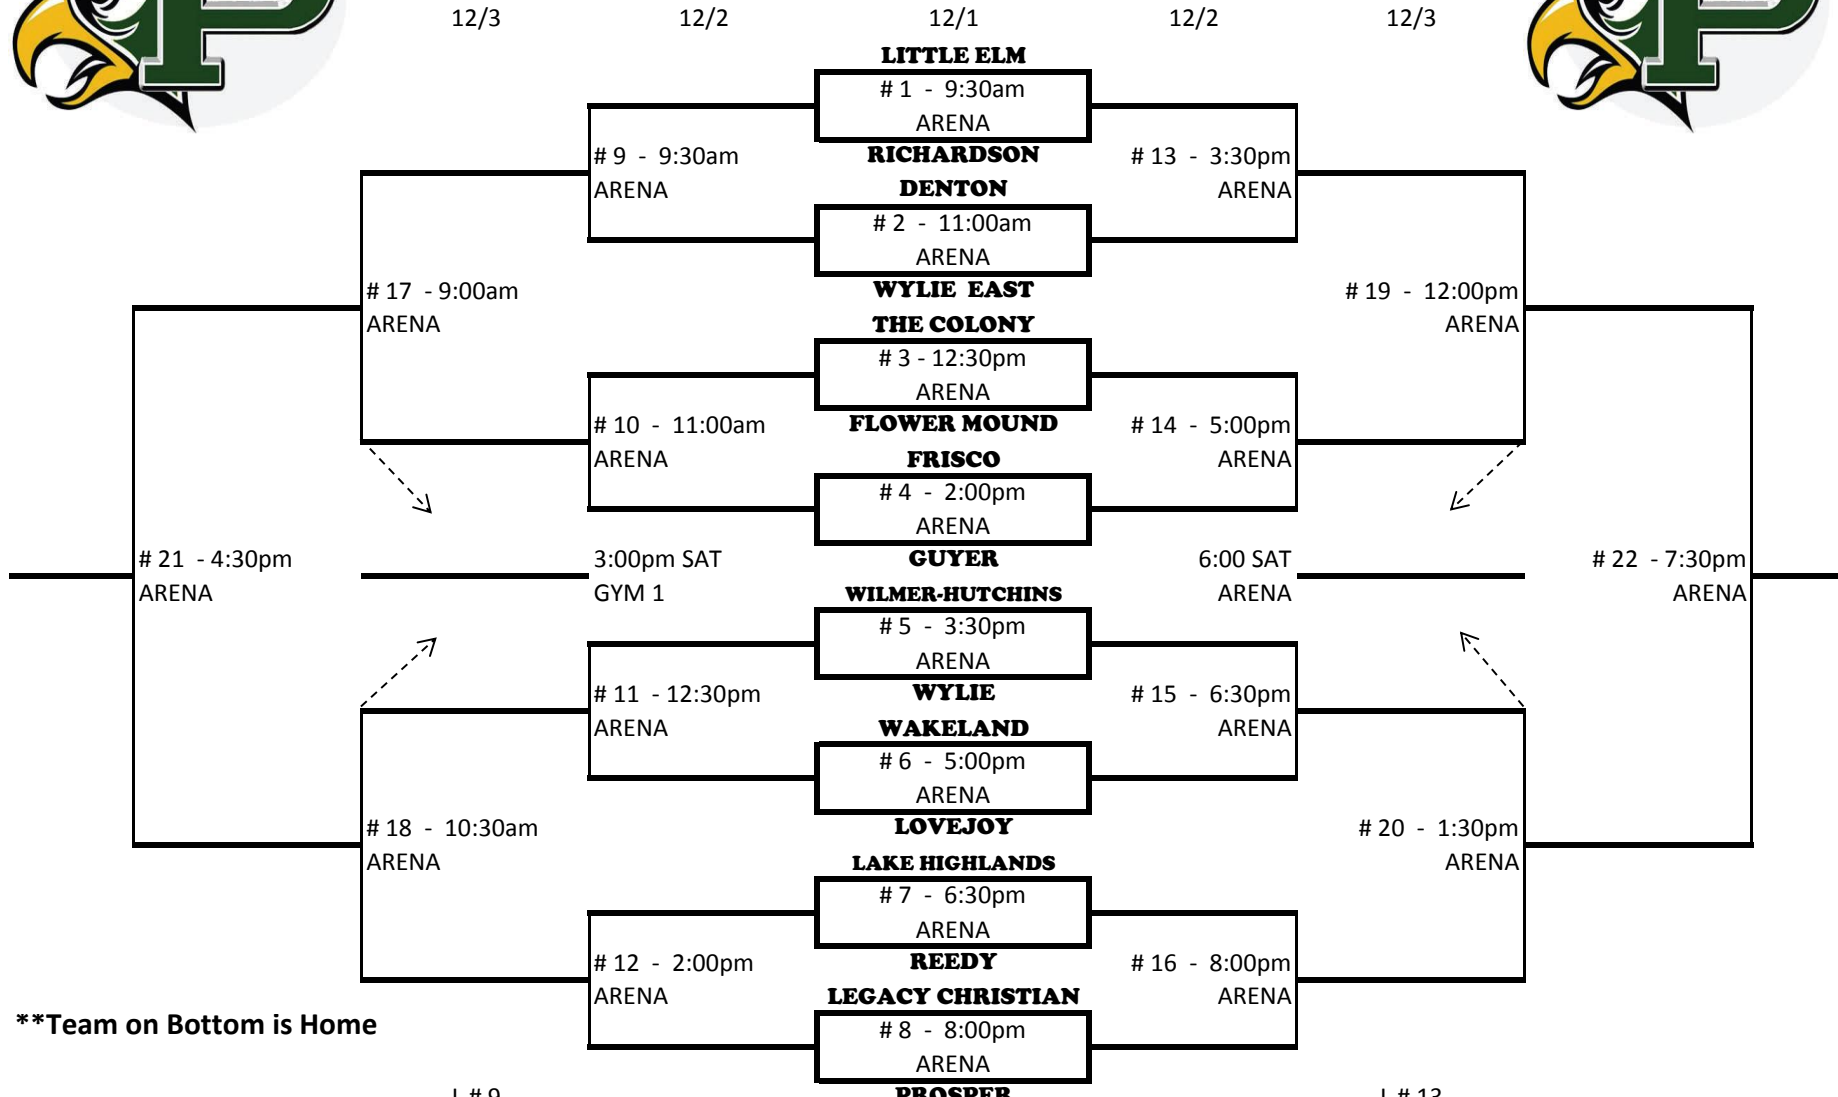 12/3 12/2 12/1 12/2 12/3
LITTLE ELM
# 1 - 9:30am
ARENA
# 9 - 9:30am RICHARDSON # 13 - 3:30pm
ARENA DENTON ARENA
# 2 - 11:00am
ARENA
# 17 - 9:00am WYLIE EAST # 19 - 12:00pm
ARENA THE COLONY ARENA
# 3 - 12:30pm
ARENA
# 10 - 11:00am FLOWER MOUND # 14 - 5:00pm
ARENA FRISCO ARENA
# 4 - 2:00pm
ARENA
# 21 - 4:30pm 3:00pm SAT GUYER 6:00 SAT # 22 - 7:30pm
ARENA GYM 1 WILMER-HUTCHINS ARENA ARENA
# 5 - 3:30pm
ARENA
# 11 - 12:30pm WYLIE # 15 - 6:30pm
ARENA WAKELAND ARENA
# 6 - 5:00pm
ARENA
# 18 - 10:30am LOVEJOY # 20 - 1:30pm
ARENA LAKE HIGHLANDS ARENA
# 7 - 6:30pm
ARENA
# 12 - 2:00pm REEDY # 16 - 8:00pm
ARENA LEGACY CHRISTIAN ARENA
**Team on Bottom is Home # 8 - 8:00pm
ARENA
L # 9 PROSPER L # 13